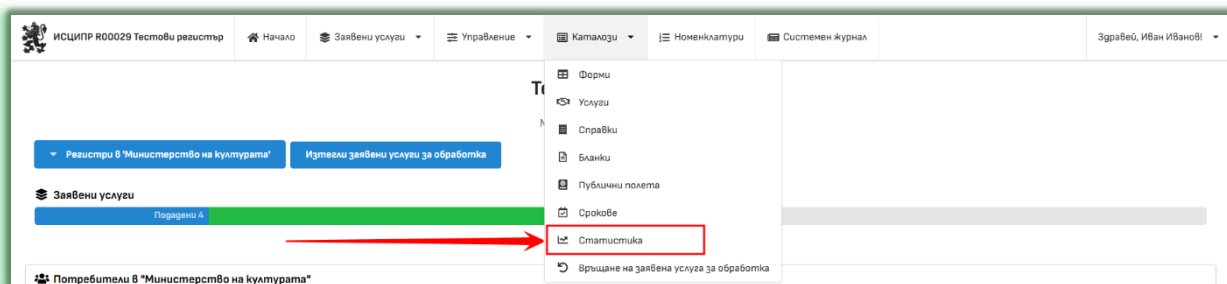 ИСЦИПР R00029 Тестови регистър
Начало
Заявени услуги
Управление
Каталози
Номенклатури
Системен журнал
Здравей, Иван Иванов!
Форми
Услуги
Справки
Бланки
Публични полета
Срокове
Статистика
Връщане на заявена услуга за обработка
Регистри в 'Министерство на културата'
Изтегли заявени услуги за обработка
Заявени услуги
Подадени 4
Потребители в "Министерство на културата"